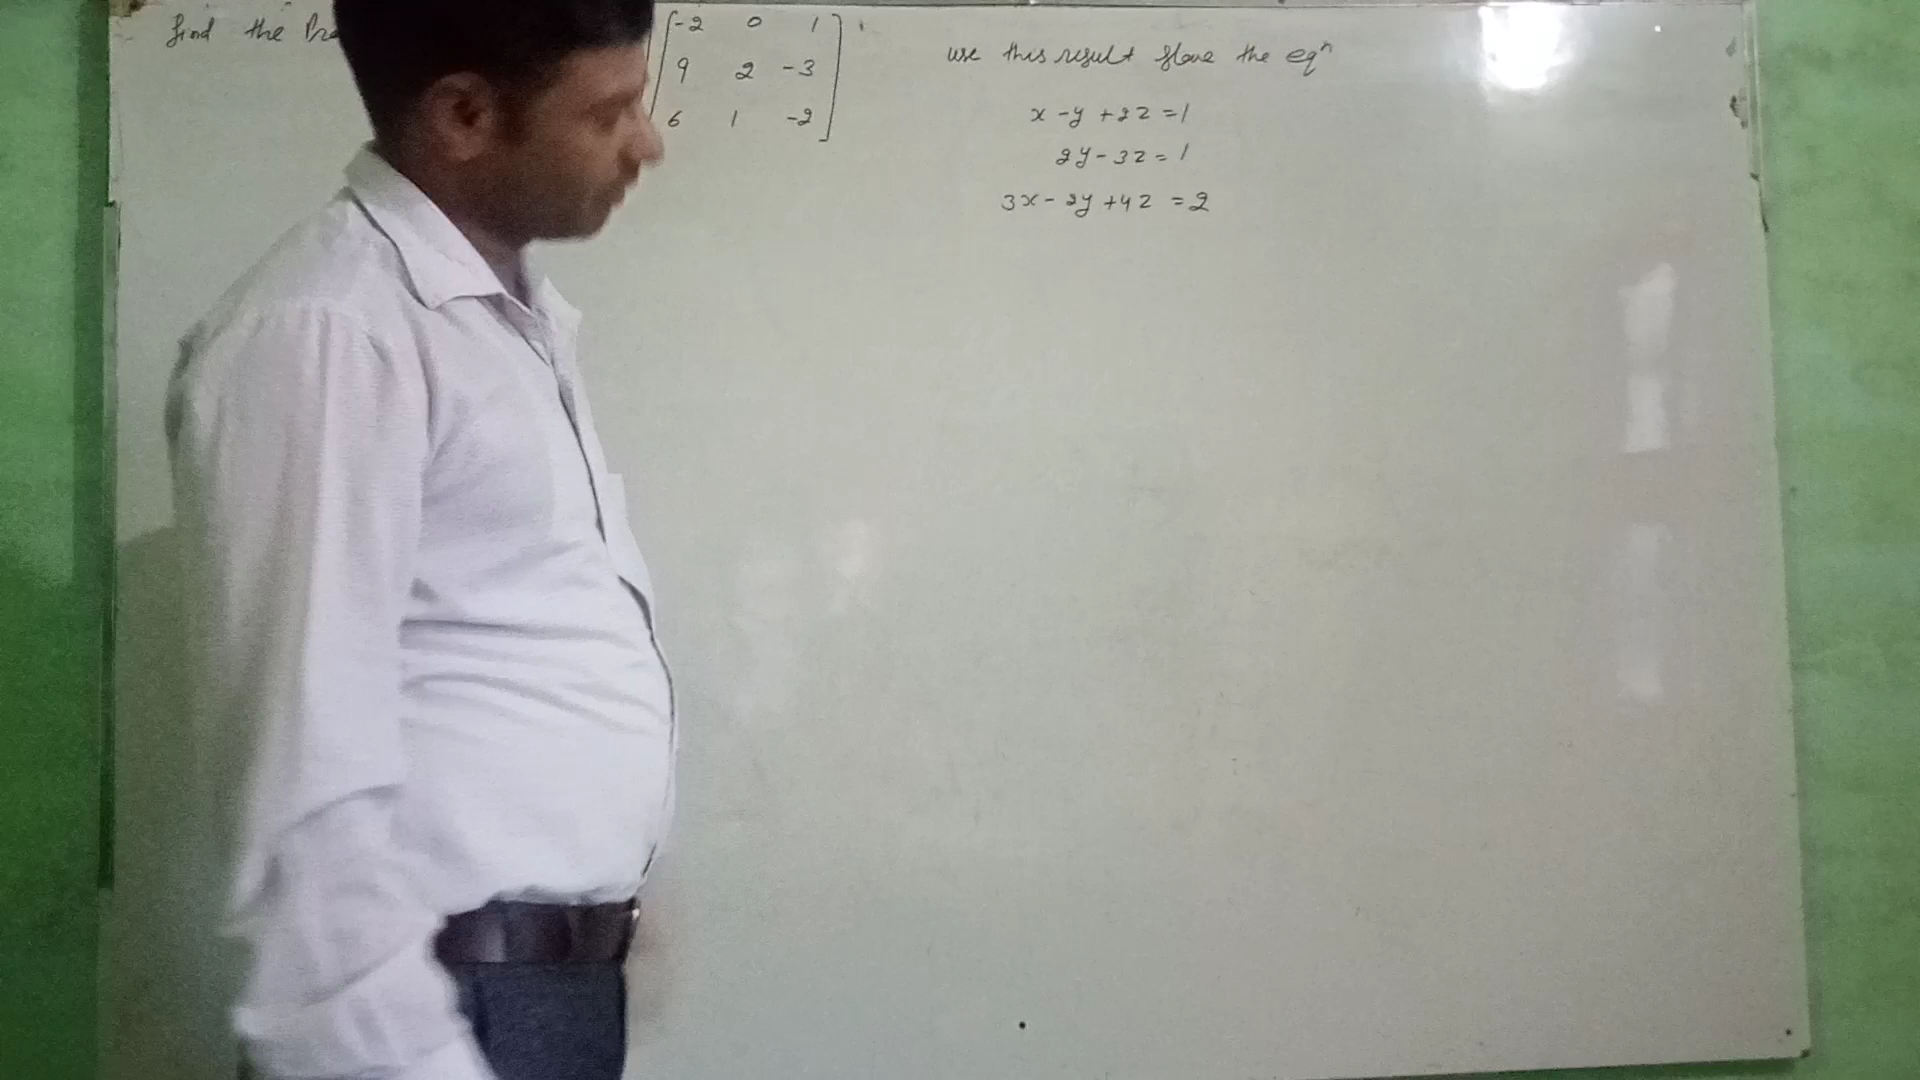 find the
-2 0 1
9 2 -3
6 1 -2
use this result slove the eqⁿ
x - y + 2z = 1
2y - 3z = 1
3x - 2y + 4z = 2